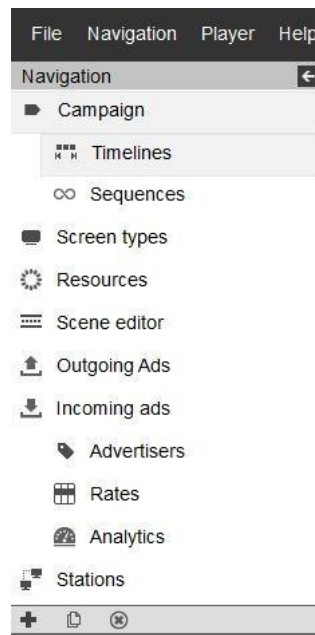 File Navigation Player Help
Navigation
Campaign
Timelines
Sequences
Screen types
Resources
Scene editor
Outgoing Ads
Incoming ads
Advertisers
Rates
Analytics
Stations